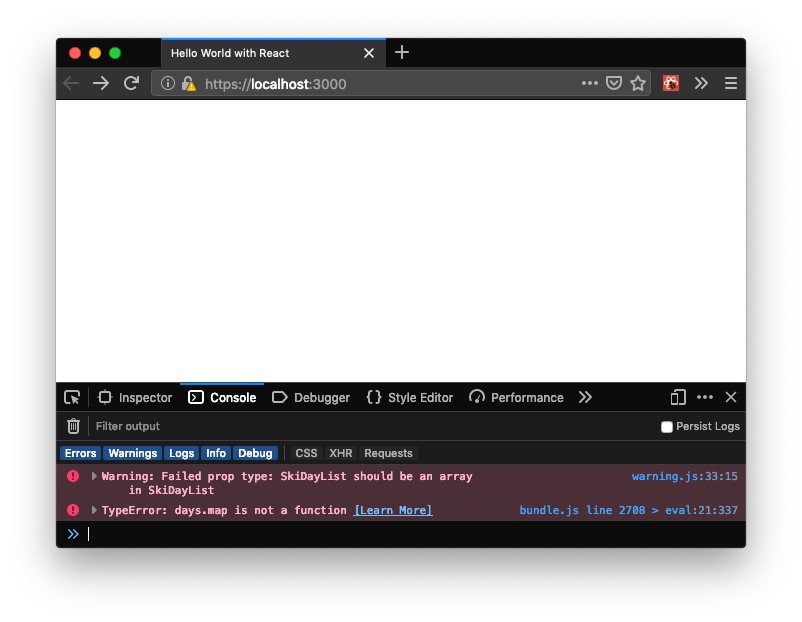 Hello World with React
https://localhost:3000
Inspector Console Debugger {} Style Editor Performance
Filter output Persist Logs
Errors Warnings Logs Info Debug CSS XHR Requests
Warning: Failed prop type: SkiDayList should be an array warning.js:33:15
in SkiDayList
TypeError: days.map is not a function [Learn More] bundle.js line 2708 > eval:21:337